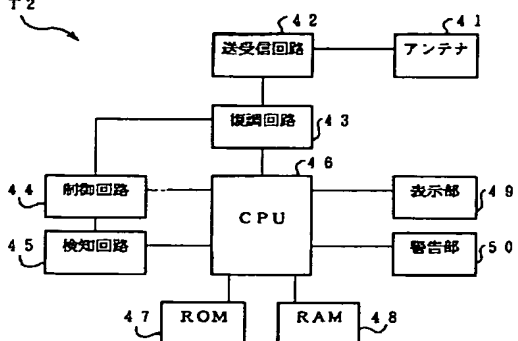 T2
42
41
送受信回路
アンテナ
復調回路
43
46
44
制御回路
CPU
表示部
49
45
検知回路
警告部
50
47
ROM
RAM
48